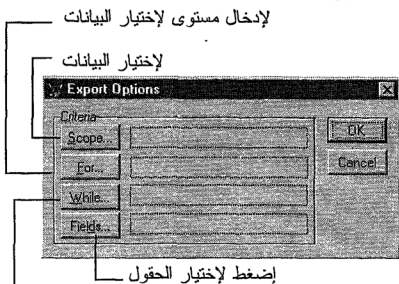 لإدخال مستوى لإختيار البيانات
لإختيار البيانات
Export Options
Criteria
Scope...
OK
For...
Cancel
While...
Fields...
إضغط لإختيار الحقول